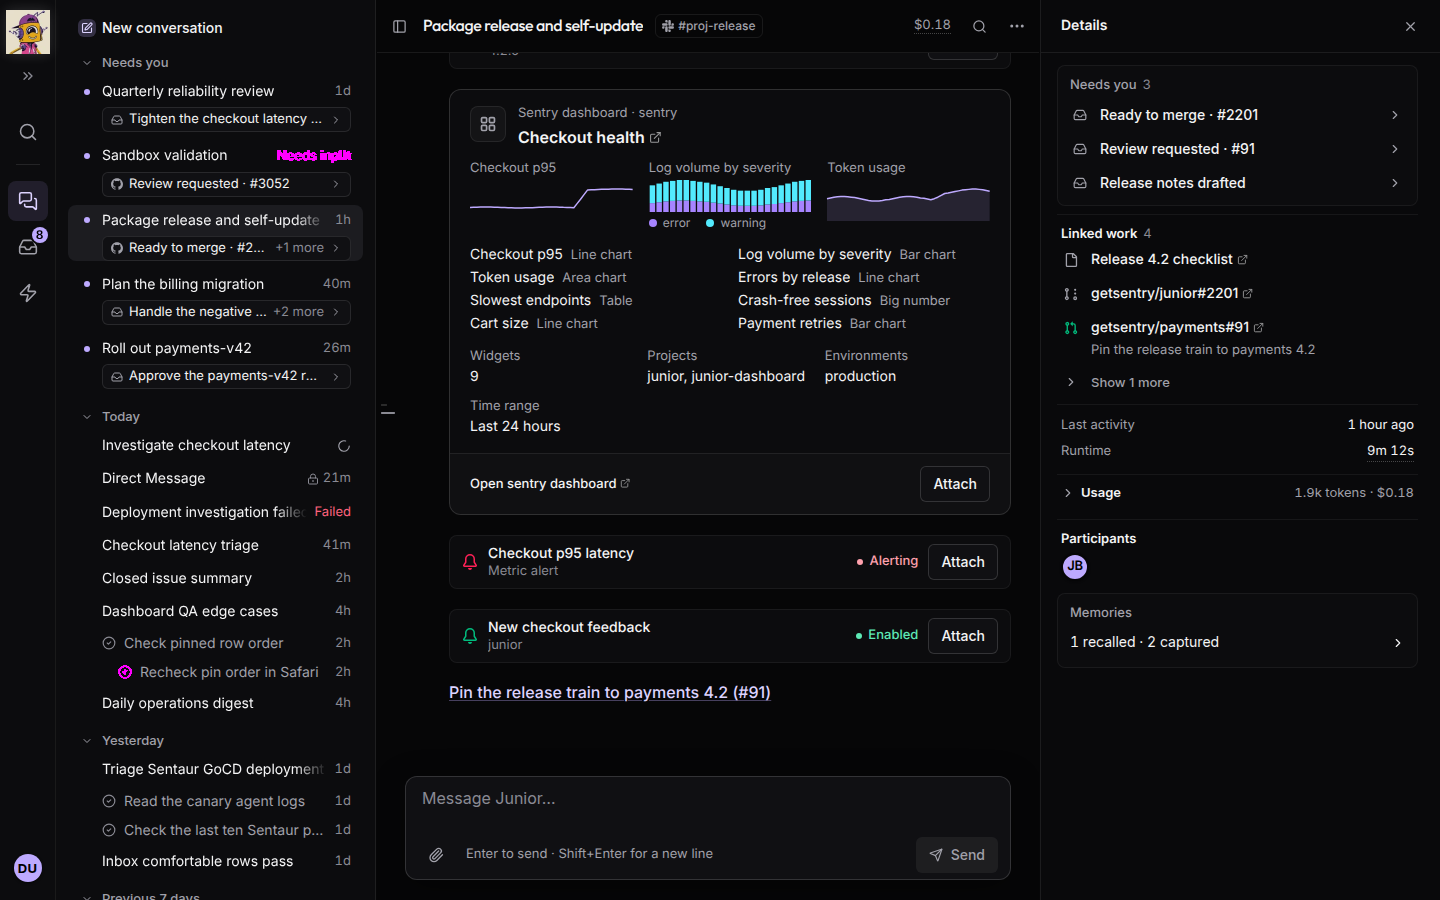 New conversation
Needs you
Quarterly reliability review 1d
Tighten the checkout latency ...
Sandbox validation
Review requested · #3052
Package release and self-update 1h
Ready to merge · #2... +1 more
8
Plan the billing migration 40m
Handle the negative ... +2 more
Roll out payments-v42 26m
Approve the payments-v42 r...
Today
Investigate checkout latency
Direct Message 21m
Deployment investigation failed Failed
Checkout latency triage 41m
Closed issue summary 2h
Dashboard QA edge cases 4h
Check pinned row order 2h
Recheck pin order in Safari 2h
Daily operations digest 4h
Yesterday
Triage Sentaur GoCD deployment 1d
Read the canary agent logs 1d
Check the last ten Sentaur p... 1d
Inbox comfortable rows pass 1d
Previous 7 days
DU
Package release and self-update #proj-release $0.18
Sentry dashboard · sentry
Checkout health
Checkout p95 Log volume by severity Token usage
error warning
Checkout p95 Line chart Log volume by severity Bar chart
Token usage Area chart Errors by release Line chart
Slowest endpoints Table Crash-free sessions Big number
Cart size Line chart Payment retries Bar chart
Widgets Projects Environments
9 junior, junior-dashboard production
Time range
Last 24 hours
Open sentry dashboard Attach
Checkout p95 latency
Metric alert
Alerting Attach
New checkout feedback
junior
Enabled Attach
Pin the release train to payments 4.2 (#91)
Message Junior...
Enter to send · Shift+Enter for a new line Send
Details
Needs you 3
Ready to merge · #2201
Review requested · #91
Release notes drafted
Linked work 4
Release 4.2 checklist
getsentry/junior#2201
getsentry/payments#91
Pin the release train to payments 4.2
Show 1 more
Last activity 1 hour ago
Runtime 9m 12s
Usage 1.9k tokens · $0.18
Participants
JB
Memories
1 recalled · 2 captured